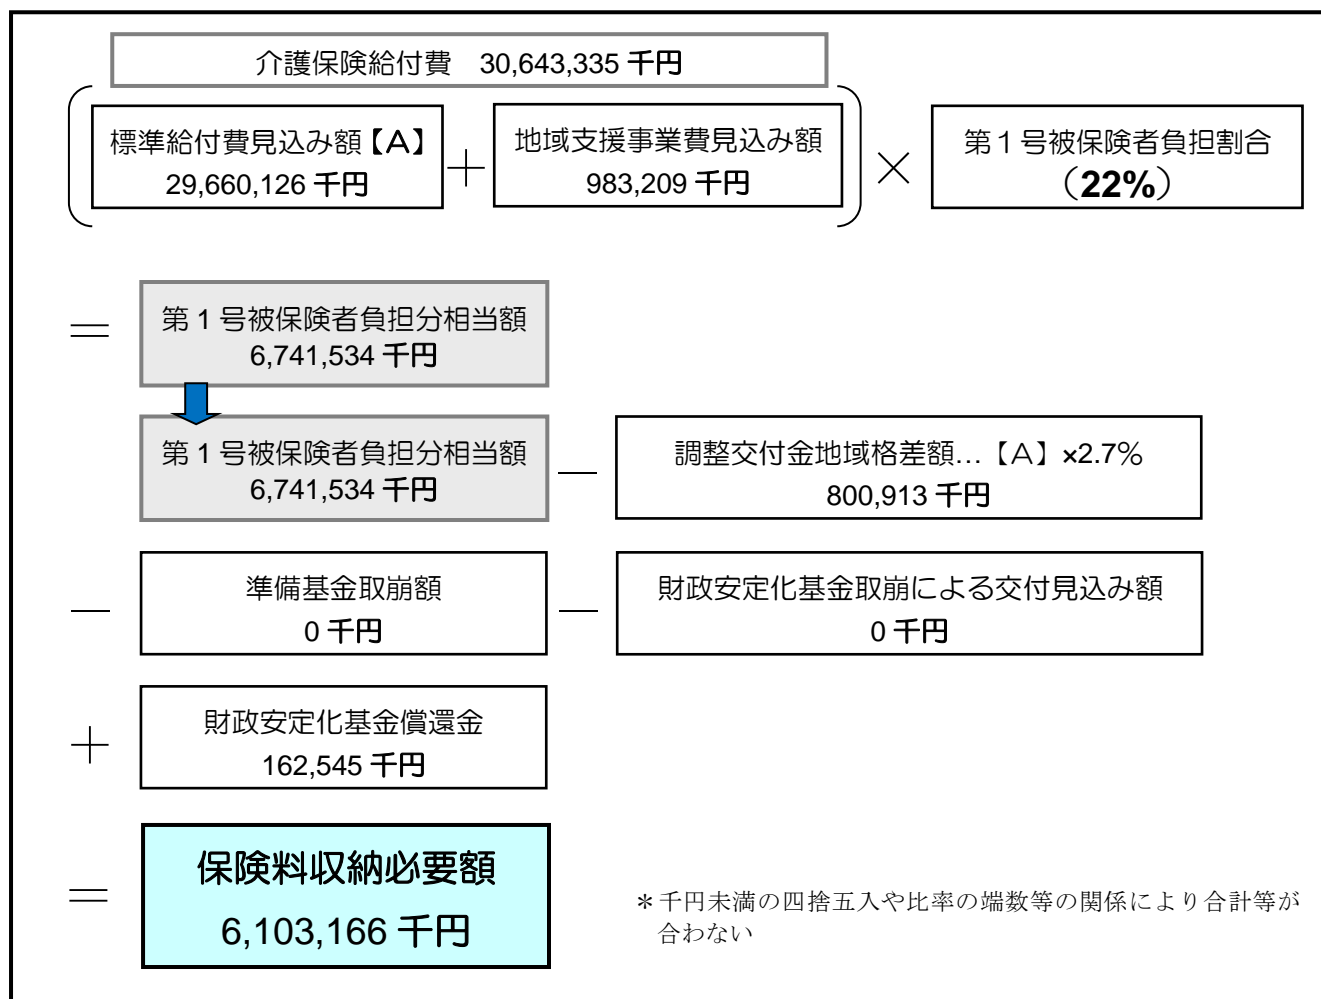 介護保険給付費　30,643,335 千円
標準給付費見込み額【A】
29,660,126 千円
＋
地域支援事業費見込み額
983,209 千円
×
第１号被保険者負担割合
（22%）
＝
第１号被保険者負担分相当額
6,741,534 千円
第１号被保険者負担分相当額
6,741,534 千円
－
調整交付金地域格差額…【A】×2.7%
800,913 千円
－
準備基金取崩額
0 千円
－
財政安定化基金取崩による交付見込み額
0 千円
＋
財政安定化基金償還金
162,545 千円
＝
保険料収納必要額
6,103,166 千円
＊千円未満の四捨五入や比率の端数等の関係により合計等が
合わない